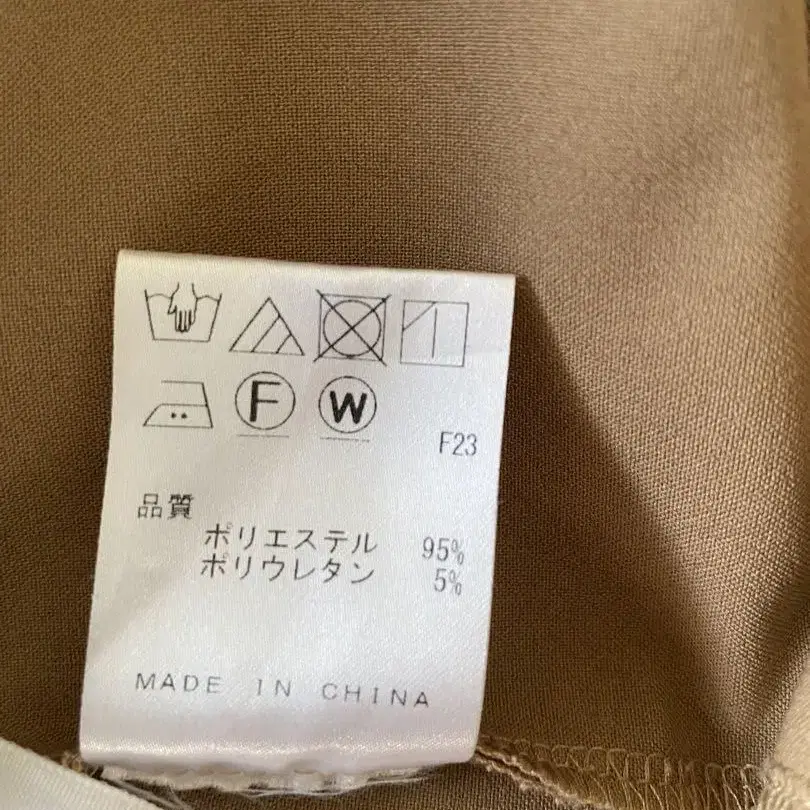 F W
F23
品質
ポリエステル 95%
ポリウレタン 5%
MADE IN CHINA